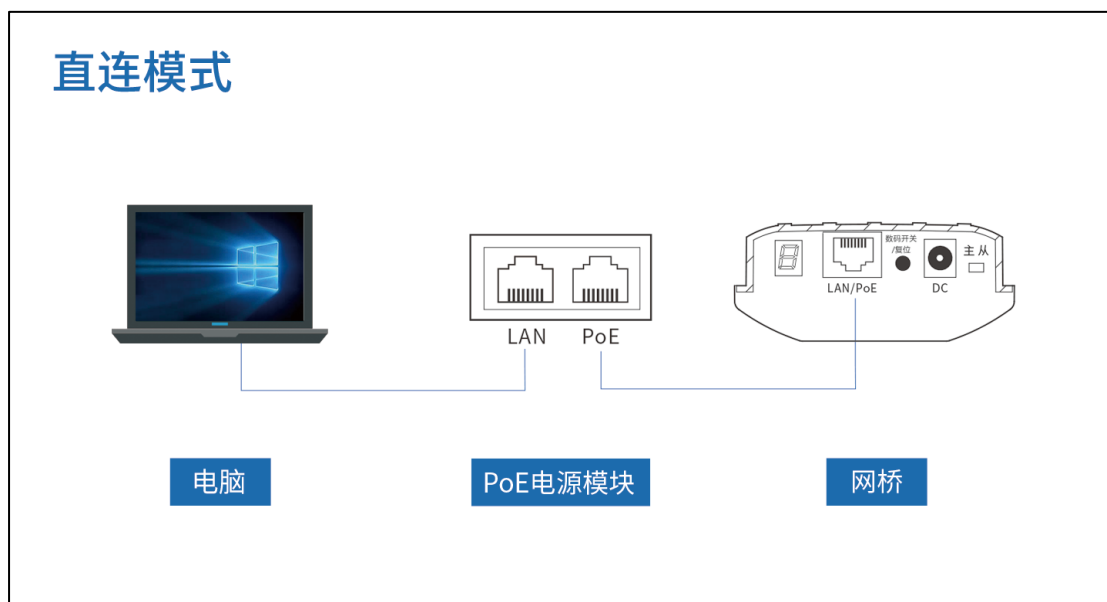 直连模式
数码开关
/复位
主 从
LAN/PoE
DC
LAN
PoE
电脑
PoE电源模块
网桥